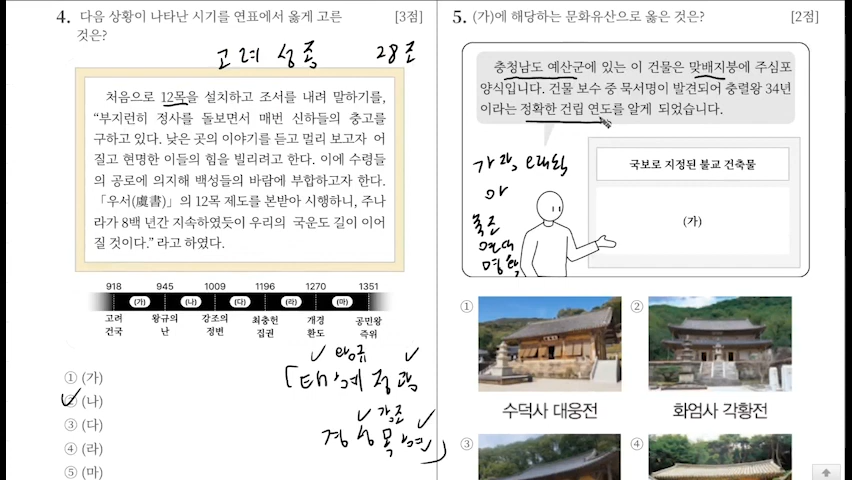 4. 다음 상황이 나타난 시기를 연표에서 옳게 고른 것은? [3점]
고려 성종 28조
처음으로 12목을 설치하고 조서를 내려 말하기를,
“부지런히 정사를 돌보면서 매번 신하들의 충고를
구하고 있다. 낮은 곳의 이야기를 듣고 멀리 보고자 어
질고 현명한 이들의 힘을 빌리려고 한다. 이에 수령들
의 공로에 의지해 백성들의 바람에 부합하고자 한다.
「우서(虞書)」의 12목 제도를 본받아 시행하니, 주나
라가 8백 년간 지속하였듯이 우리의 국운도 길이 이어
질 것이다.”라고 하였다.
918 945 1009 1196 1270 1351
(가) (나) (다) (라) (마)
고려 건국 왕규의 난 강조의 정변 최충헌 집권 개경 환도 공민왕 즉위
① (가)
② (나)
③ (다)
④ (라)
⑤ (마)
왕규
「태혜정광
강조
경성목현
5. (가)에 해당하는 문화유산으로 옳은 것은? [2점]
충청남도 예산군에 있는 이 건물은 맞배지붕에 주심포
양식입니다. 건물 보수 중 묵서명이 발견되어 충렬왕 34년
이라는 정확한 건립 연도를 알게 되었습니다.
국보로 지정된 불교 건축물
(가)
①
수덕사 대웅전
②
화엄사 각황전
③
④